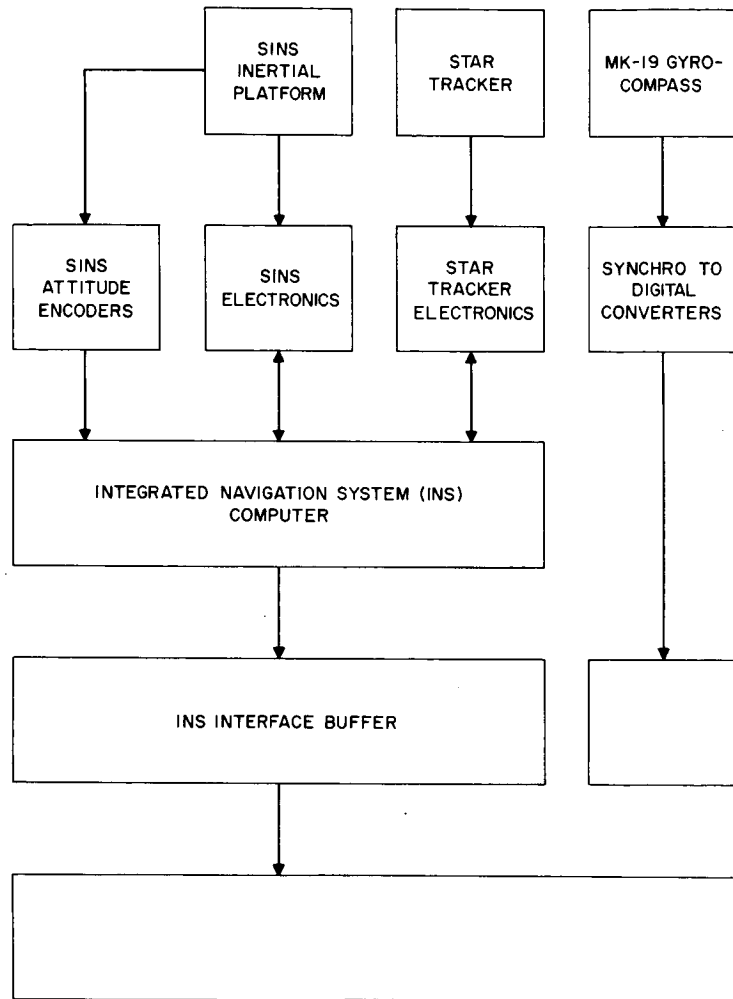 SINS
INERTIAL
PLATFORM
STAR
TRACKER
MK-19 GYRO-
COMPASS
SINS
ATTITUDE
ENCODERS
SINS
ELECTRONICS
STAR
TRACKER
ELECTRONICS
SYNCHRO TO
DIGITAL
CONVERTERS
INTEGRATED NAVIGATION SYSTEM (INS)
COMPUTER
INS INTERFACE BUFFER